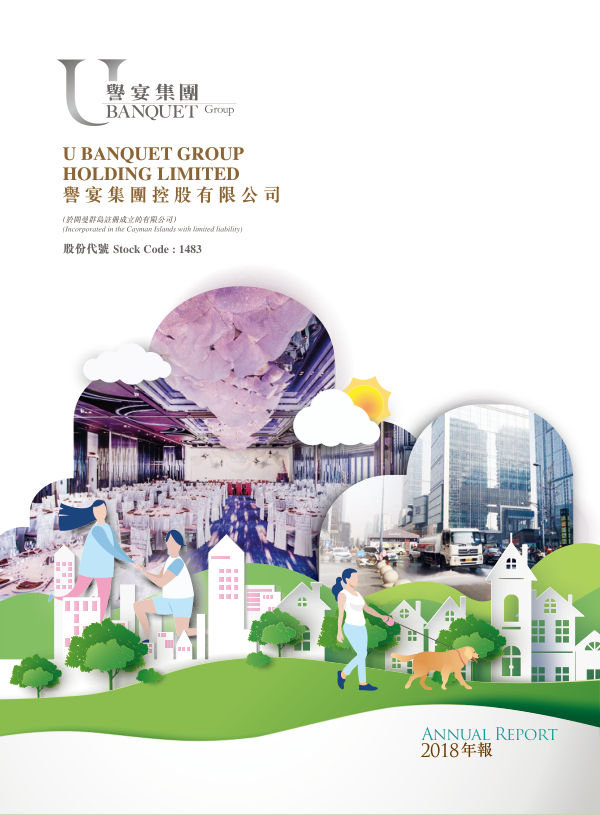 U
譽宴集團
BANQUET Group
U BANQUET GROUP
HOLDING LIMITED
譽宴集團控股有限公司
(於開曼群島註冊成立的有限公司)
(Incorporated in the Cayman Islands with limited liability)
股份代號 Stock Code : 1483
ANNUAL REPORT
2018年報